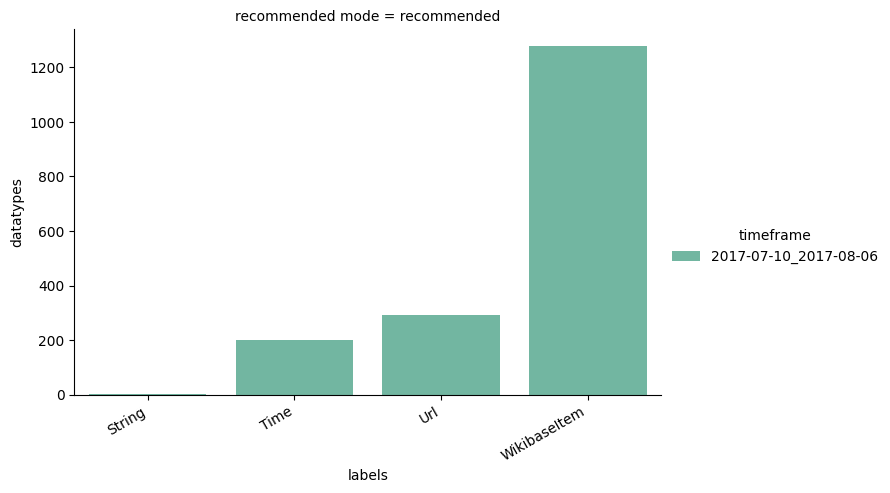 recommended mode = recommended
1200
1000
800
600
400
200
0
datatypes
String
Time
Url
WikibaseItem
labels
timeframe
2017-07-10_2017-08-06